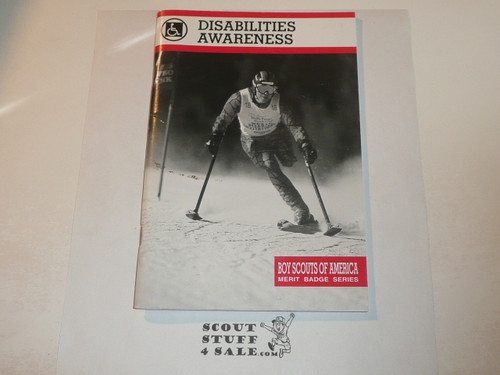 DISABILITIES
AWARENESS
BOY SCOUTS OF AMERICA
MERIT BADGE SERIES
SCOUT
STUFF
4 SALE.com